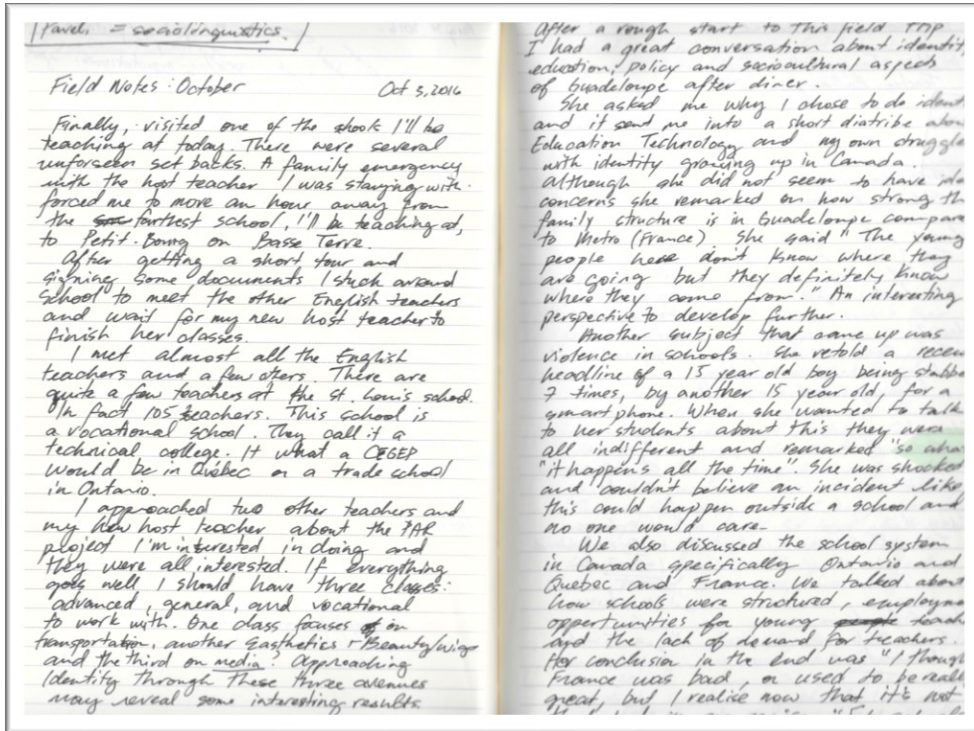 Travel = sociolinguistics
Field Notes: October Oct 3, 2016
Finally, visited one of the shools I'll be
teaching at today. There were several
unforseen set backs. A family emergency
with the host teacher I was staying with
forced me to move an hour away from
the furthest school, I'll be teaching at,
to Petit-Bourg on Basse Terre.
After getting a short tour and
signing some documents I stuck around
school to meet the other English teachers
and wait for my new host teacher to
finish her classes.
I met almost all the English
teachers and a few oters. There are
quite a few teachers at the St. Louis school.
In fact 105 teachers. This school is
a vocational school. They call it a
technical college. It what a CEGEP
would be in Québec or a trade school
in Ontario.
I approached two other teachers and
my new host teacher about the PAR
project I'm interested in doing and
they were all interested. If everything
goes well I should have three classes:
advanced, general, and vocational
to work with. One class focuses on
transportation, another Easthetics + Beauty/
and the third on media. Approaching
Identity through these three avenues
may reveal some interesting results
After a rough start to this field trip
I had a great conversation about identit
education, policy and sociocultural aspects
of Guadeloupe after diner.
She asked me why I chose to do ident
and it sent me into a short diatribe abou
Education Technology and my own struggle
with identity growing up in Canada.
Although she did not seem to have
concerns she remarked on how strong th
family structure is in Guadeloupe compare
to Metro (France). She said "The young
people here don't know where they
are going but they definitely know
where they come from." An interesting
perspective to develop further.
Another subject that came up was
violence in schools. She retold a recen
headline of a 15 year old boy being stabbe
7 times, by another 15 year old, for a
smartphone. When she wanted to talk
to her students about this they were
all indifferent and remarked "so wha
"it happens all the time". She was shocked
and couldn't believe an incident like
this could happen outside a school and
no one would care.
We also discussed the school system
in Canada specifically Ontario and
Quebec and France. We talked about
how schools were structured, employme
opportunities for young teach
and the lack of demand for teachers.
Her conclusion in the end was "I though
France was bad, or used to be reall
great, but I realise now that it's not